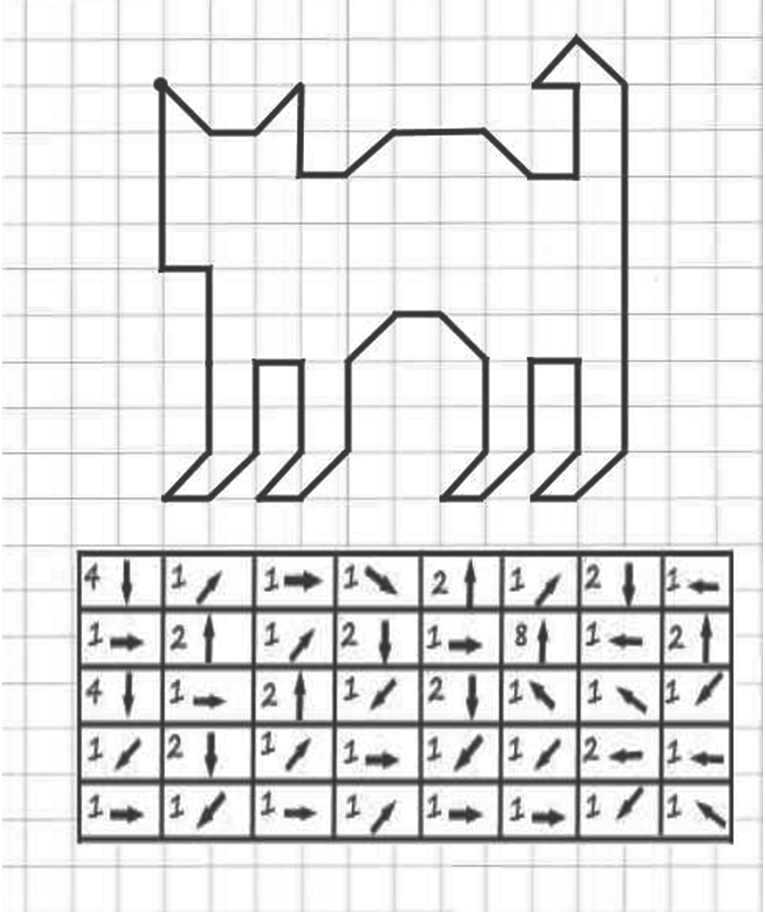 4 ↓ 1 ↗ 1 → 1 ↘ 2 ↑ 1 ↗ 2 ↓ 1 ←
1 → 2 ↑ 1 ↗ 2 ↓ 1 → 8 ↑ 1 ← 2 ↑
4 ↓ 1 → 2 ↑ 1 ↙ 2 ↓ 1 ↖ 1 ↖ 1 ↙
1 ↙ 2 ↓ 1 ↗ 1 → 1 ↙ 1 ↙ 2 ← 1 ←
1 → 1 ↙ 1 → 1 ↗ 1 → 1 → 1 ↙ 1 ↖